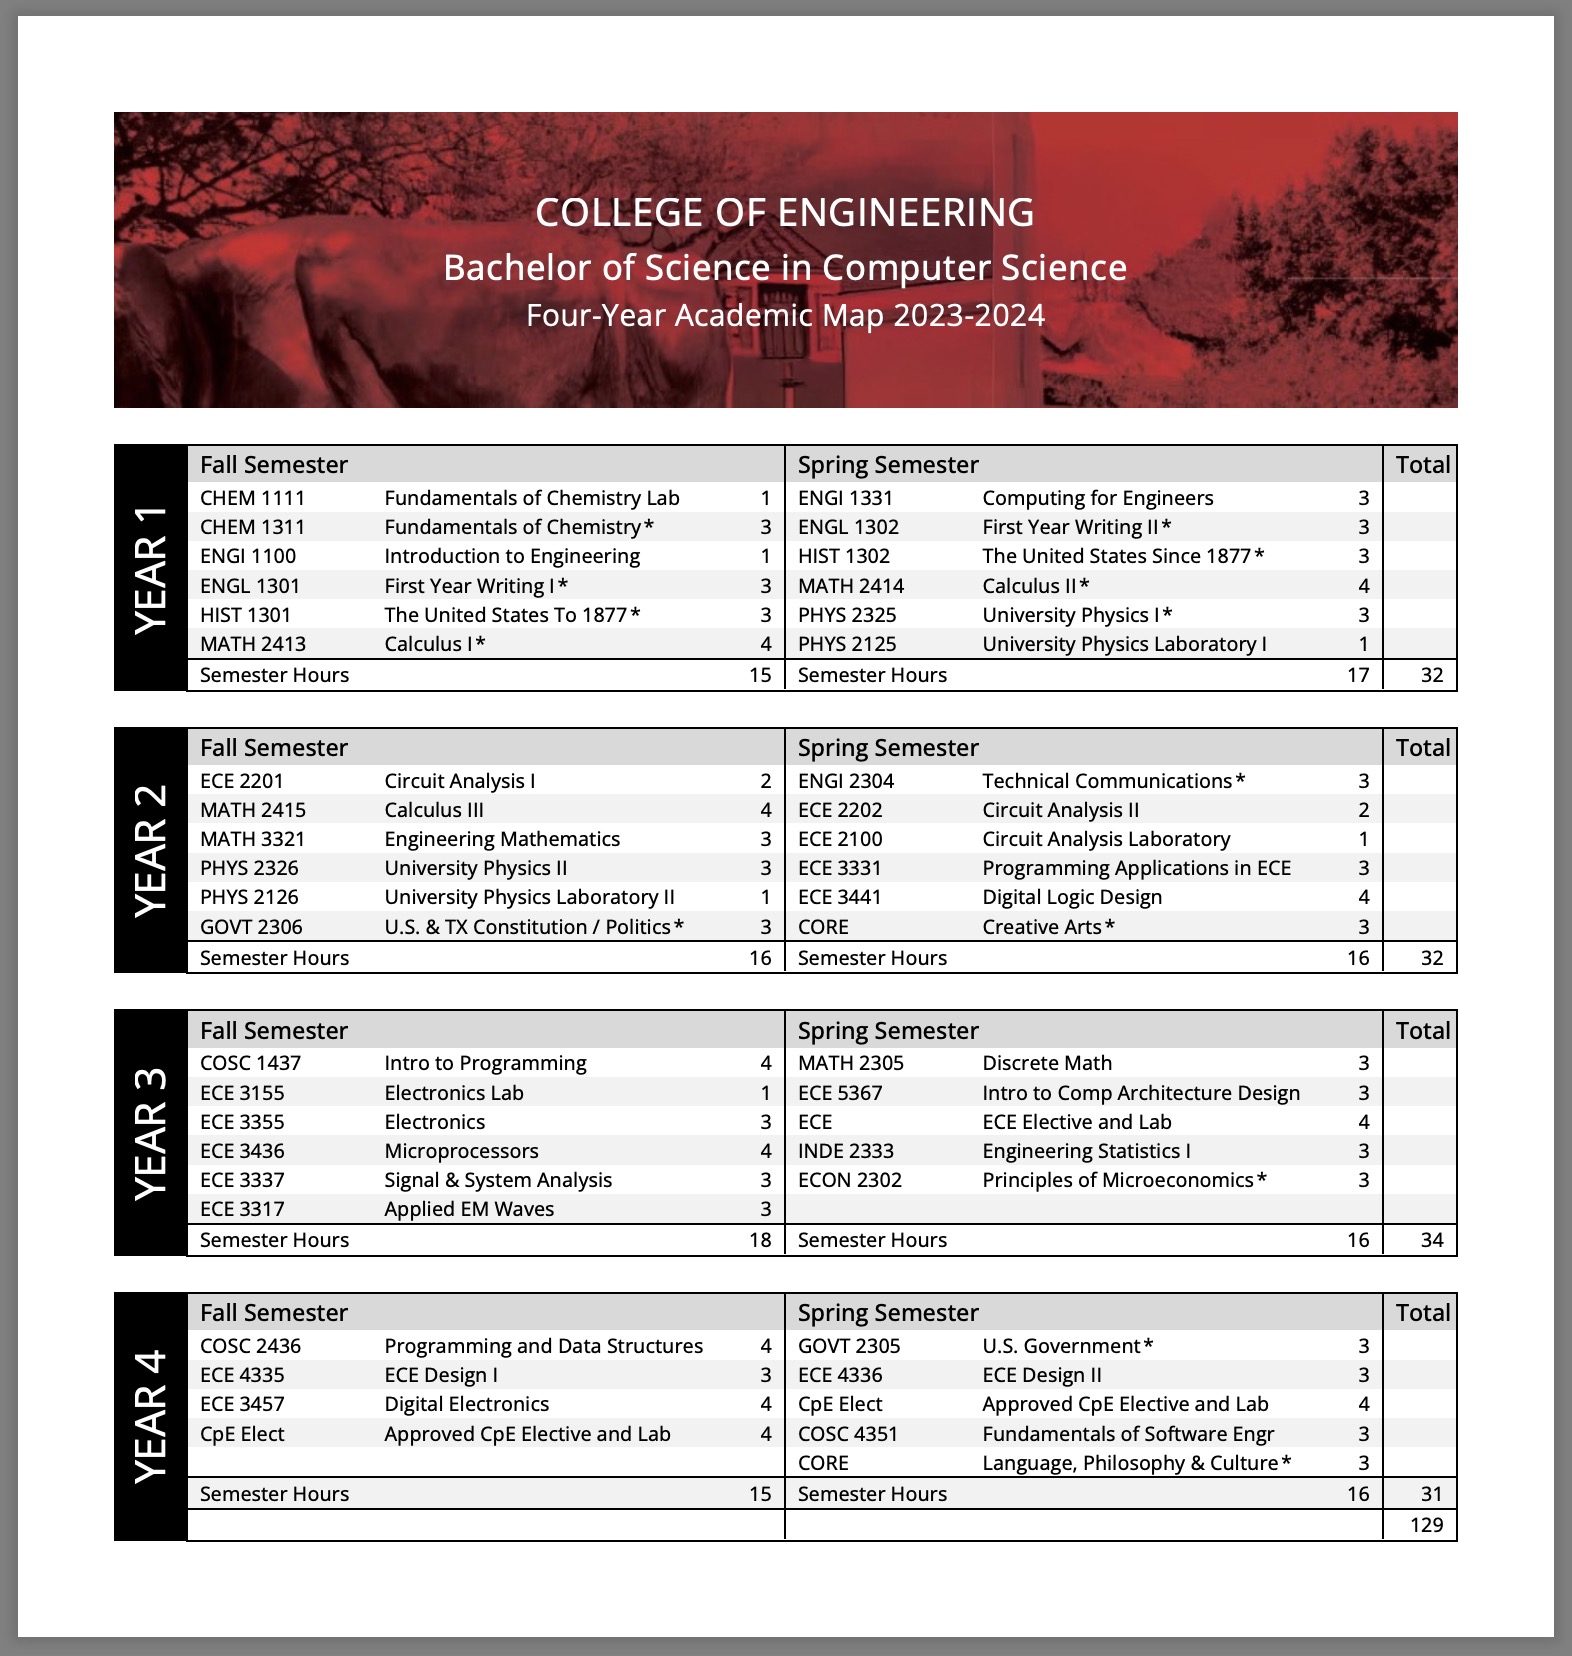 COLLEGE OF ENGINEERING
Bachelor of Science in Computer Science
Four-Year Academic Map 2023-2024
YEAR 1
Fall Semester Spring Semester Total
CHEM 1111 Fundamentals of Chemistry Lab 1 ENGI 1331 Computing for Engineers 3
CHEM 1311 Fundamentals of Chemistry* 3 ENGL 1302 First Year Writing II* 3
ENGI 1100 Introduction to Engineering 1 HIST 1302 The United States Since 1877* 3
ENGL 1301 First Year Writing I* 3 MATH 2414 Calculus II* 4
HIST 1301 The United States To 1877* 3 PHYS 2325 University Physics I* 3
MATH 2413 Calculus I* 4 PHYS 2125 University Physics Laboratory I 1
Semester Hours 15 Semester Hours 17 32
YEAR 2
Fall Semester Spring Semester Total
ECE 2201 Circuit Analysis I 2 ENGI 2304 Technical Communications* 3
MATH 2415 Calculus III 4 ECE 2202 Circuit Analysis II 2
MATH 3321 Engineering Mathematics 3 ECE 2100 Circuit Analysis Laboratory 1
PHYS 2326 University Physics II 3 ECE 3331 Programming Applications in ECE 3
PHYS 2126 University Physics Laboratory II 1 ECE 3441 Digital Logic Design 4
GOVT 2306 U.S. & TX Constitution / Politics* 3 CORE Creative Arts* 3
Semester Hours 16 Semester Hours 16 32
YEAR 3
Fall Semester Spring Semester Total
COSC 1437 Intro to Programming 4 MATH 2305 Discrete Math 3
ECE 3155 Electronics Lab 1 ECE 5367 Intro to Comp Architecture Design 3
ECE 3355 Electronics 3 ECE ECE Elective and Lab 4
ECE 3436 Microprocessors 4 INDE 2333 Engineering Statistics I 3
ECE 3337 Signal & System Analysis 3 ECON 2302 Principles of Microeconomics* 3
ECE 3317 Applied EM Waves 3
Semester Hours 18 Semester Hours 16 34
YEAR 4
Fall Semester Spring Semester Total
COSC 2436 Programming and Data Structures 4 GOVT 2305 U.S. Government* 3
ECE 4335 ECE Design I 3 ECE 4336 ECE Design II 3
ECE 3457 Digital Electronics 4 CpE Elect Approved CpE Elective and Lab 4
CpE Elect Approved CpE Elective and Lab 4 COSC 4351 Fundamentals of Software Engr 3
CORE Language, Philosophy & Culture* 3
Semester Hours 15 Semester Hours 16 31
129